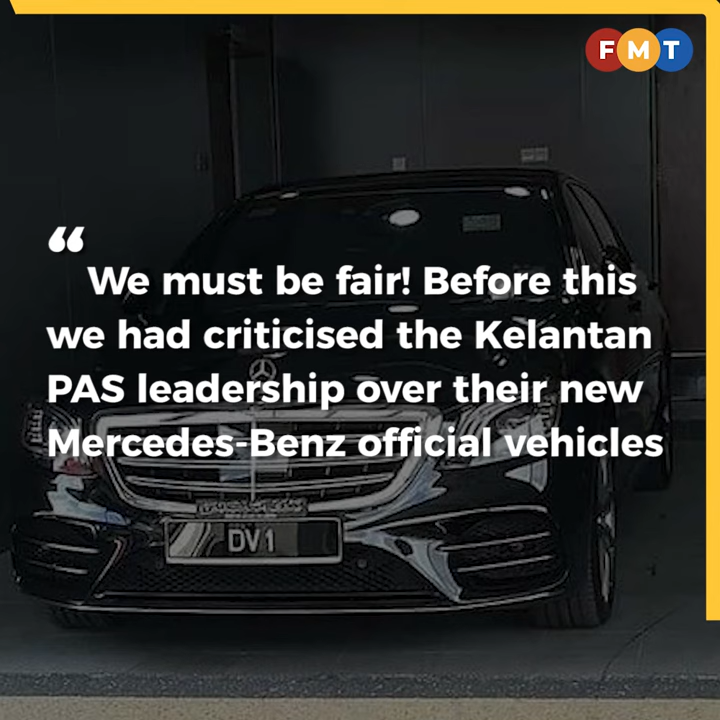 FMT
“
We must be fair! Before this
we had criticised the Kelantan
PAS leadership over their new
Mercedes-Benz official vehicles
DV1